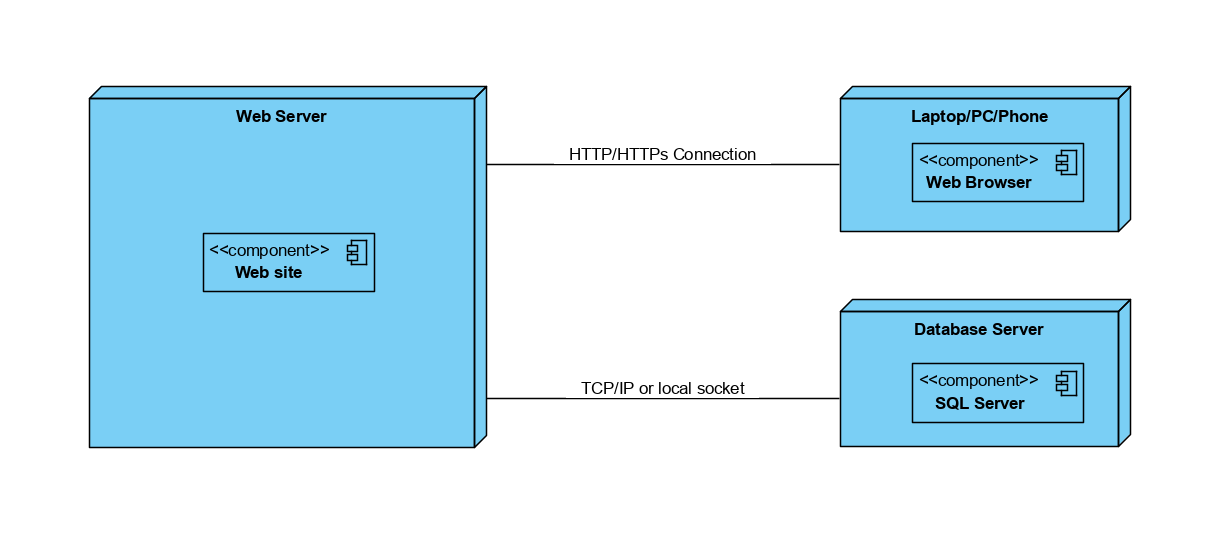 Web Server
<<component>>
Web site
HTTP/HTTPs Connection
Laptop/PC/Phone
<<component>>
Web Browser
TCP/IP or local socket
Database Server
<<component>>
SQL Server